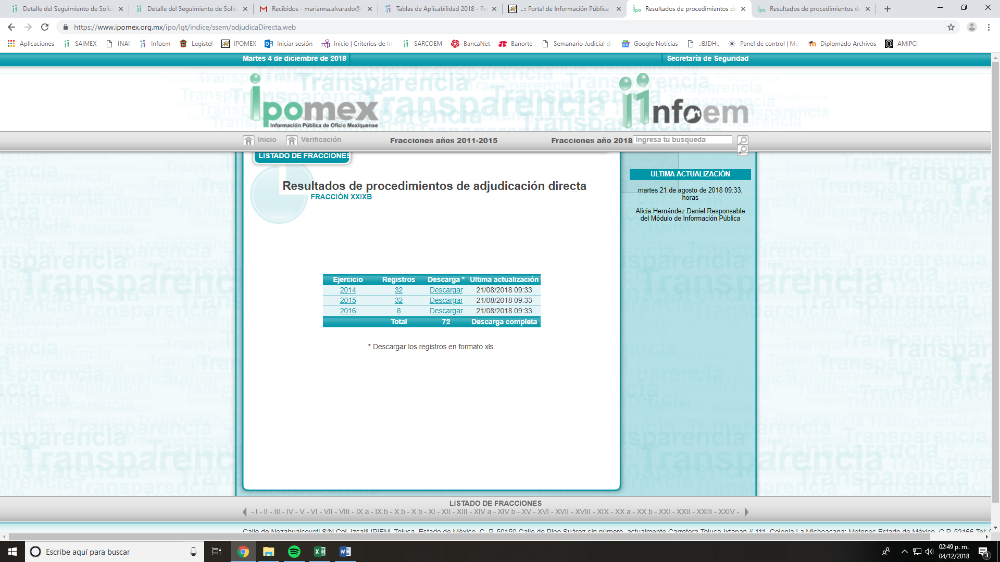 Detalle del Seguimiento de Solici
Detalle del Seguimiento de Solici
Recibidos - marianna.alvarado@i
Tablas de Aplicabilidad 2018 - Po
..:: Portal de Información Pública
Resultados de procedimientos de
Resultados de procedimientos de
https://www.ipomex.org.mx/ipo/lgt/indice/ssem/adjudicaDirecta.web
Aplicaciones SAIMEX INAI Infoem Legistel IPOMEX Iniciar sesión Inicio | Criterios de In SARCOEM BancaNet Banorte Semanario Judicial de Google Noticias .:BJDH:. Panel de control | Mé Diplomado Archivos AMIPCI
Martes 4 de diciembre de 2018
Secretaría de Seguridad
ipomex
Información Pública de Oficio Mexiquense
infoem
Inicio Verificación Fracciones años 2011-2015 Fracciones año 2018 Ingresa tu busqueda
LISTADO DE FRACCIONES
Resultados de procedimientos de adjudicación directa
FRACCIÓN XXIXB
ULTIMA ACTUALIZACIÓN
martes 21 de agosto de 2018 09:33,
horas
Alicia Hernández Daniel Responsable
del Módulo de Información Pública
Ejercicio Registros Descarga * Ultima actualización
2014 32 Descargar 21/08/2018 09:33
2015 32 Descargar 21/08/2018 09:33
2016 8 Descargar 21/08/2018 09:33
Total 72 Descarga completa
* Descargar los registros en formato xls.
LISTADO DE FRACCIONES
- I - II - III - IV - V - VI - VII - VIII - IX a - IX b - X b - X b - XI - XII - XIII - XIV a - XIV b - XV - XVI - XVII - XVIII - XIX - XX a - XX b - XXI - XXII - XXIII - XXIV -
Calle de Nezahualcoyotl S/N Col. Izcalli IPIEM, Toluca, Estado de México, C. P. 50150 Calle de Pino Suárez sin número, actualmente Carretera Toluca Ixtapan # 111, Colonia La Michoacana; Metepec Estado de México, C.P. 52166 Tel:
Escribe aquí para buscar
02:49 p. m.
04/12/2018
3